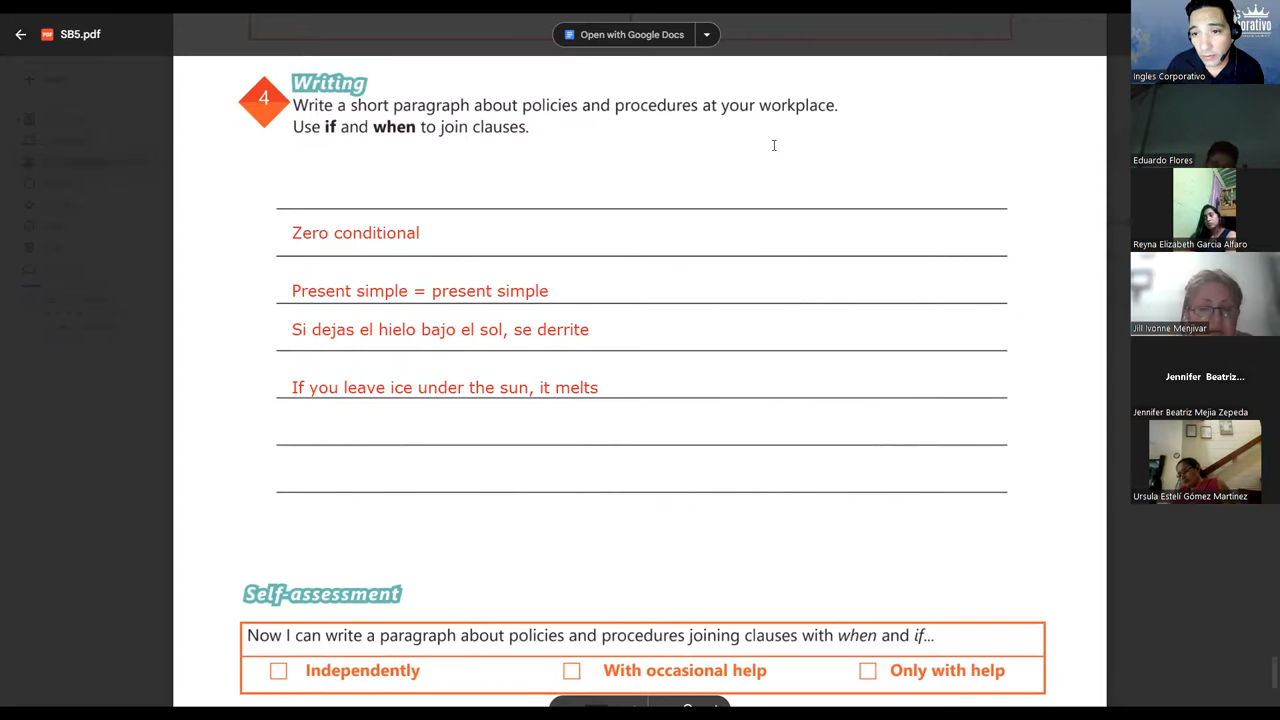 SB5.pdf
Open with Google Docs
4
Writing
Write a short paragraph about policies and procedures at your workplace.
Use if and when to join clauses.
Zero conditional
Present simple = present simple
Si dejas el hielo bajo el sol, se derrite
If you leave ice under the sun, it melts
Self-assessment
Now I can write a paragraph about policies and procedures joining clauses with when and if...
Independently
With occasional help
Only with help
Ingles Corporativo
Eduardo Flores
Reyna Elizabeth Garcia Alfaro
Jill Ivonne Menjivar
Jennifer Beatriz...
Jennifer Beatriz Mejia Zepeda
Ursula Estelí Gómez Martínez